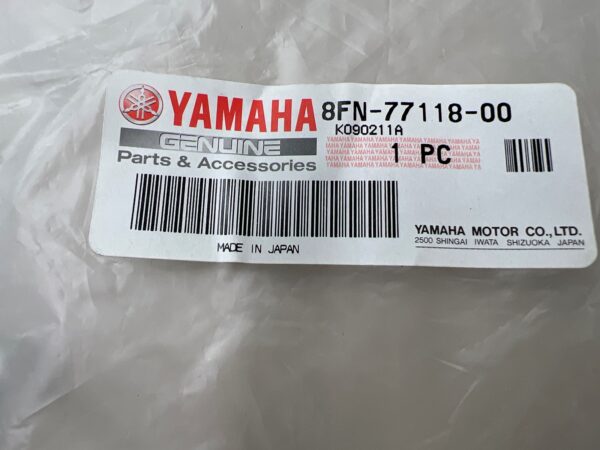 YAMAHA 8FN-77118-00
GENUINE K090211A
Parts & Accessories 1 PC
MADE IN JAPAN
YAMAHA MOTOR CO.,LTD.
2500 SHINGAI IWATA SHIZUOKA JAPAN